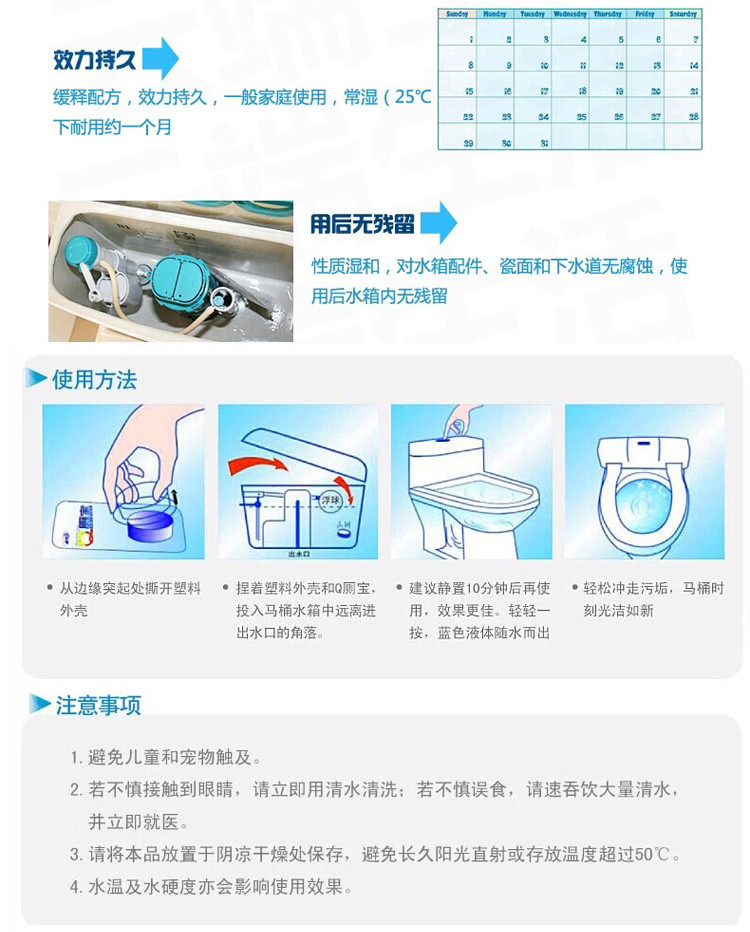 Sunday Monday Tuesday Wednesday Thursday Friday Saturday
1 2 3 4 5 6 7
8 9 10 11 12 13 14
15 16 17 18 19 20 21
22 23 24 25 26 27 28
29 30 31
效力持久
缓释配方，效力持久，一般家庭使用，常湿（25℃
下耐用约一个月
用后无残留
性质湿和，对水箱配件、瓷面和下水道无腐蚀，使
用后水箱内无残留
使用方法
浮球
出水口
从边缘突起处撕开塑料
外壳
捏着塑料外壳和Q厕宝，
投入马桶水箱中远离进
出水口的角落。
建议静置10分钟后再使
用，效果更佳。轻轻一
按，蓝色液体随水而出
轻松冲走污垢，马桶时
刻光洁如新
注意事项
1. 避免儿童和宠物触及。
2. 若不慎接触到眼睛，请立即用清水清洗；若不慎误食，请速吞饮大量清水，
并立即就医。
3. 请将本品放置于阴凉干燥处保存，避免长久阳光直射或存放温度超过50℃。
4. 水温及水硬度亦会影响使用效果。